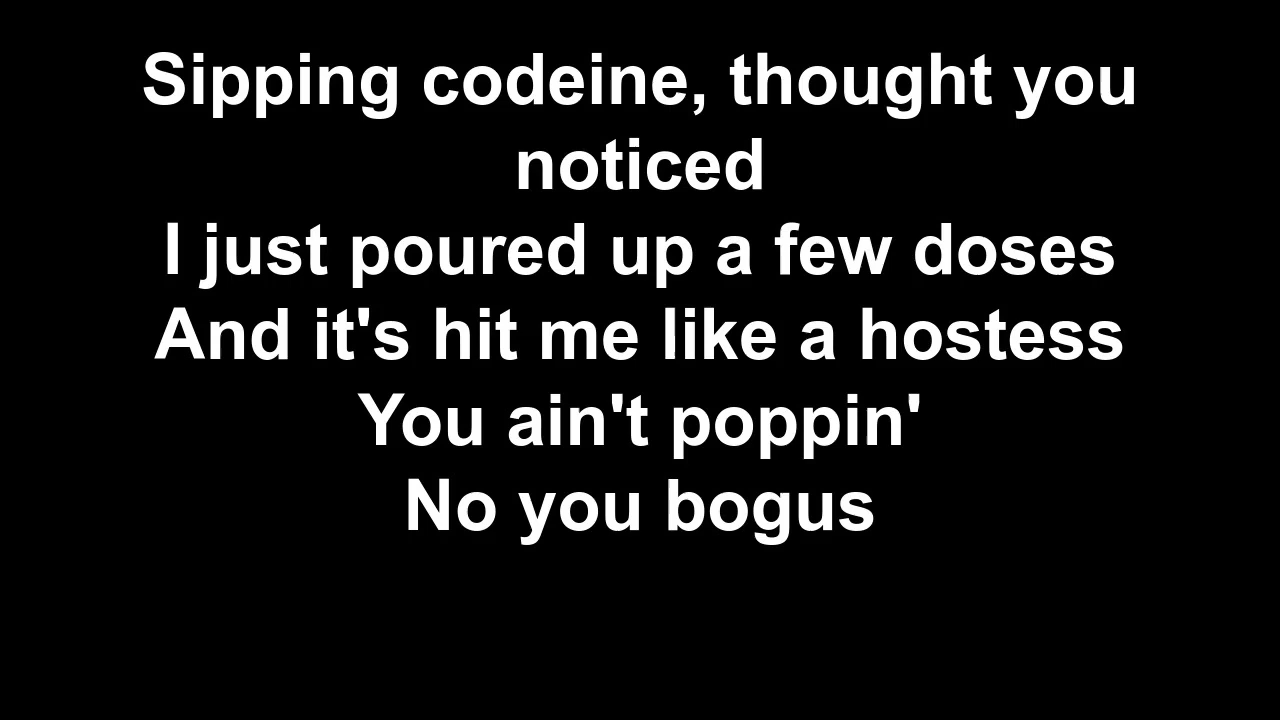 Sipping codeine, thought you
noticed
I just poured up a few doses
And it's hit me like a hostess
You ain't poppin'
No you bogus